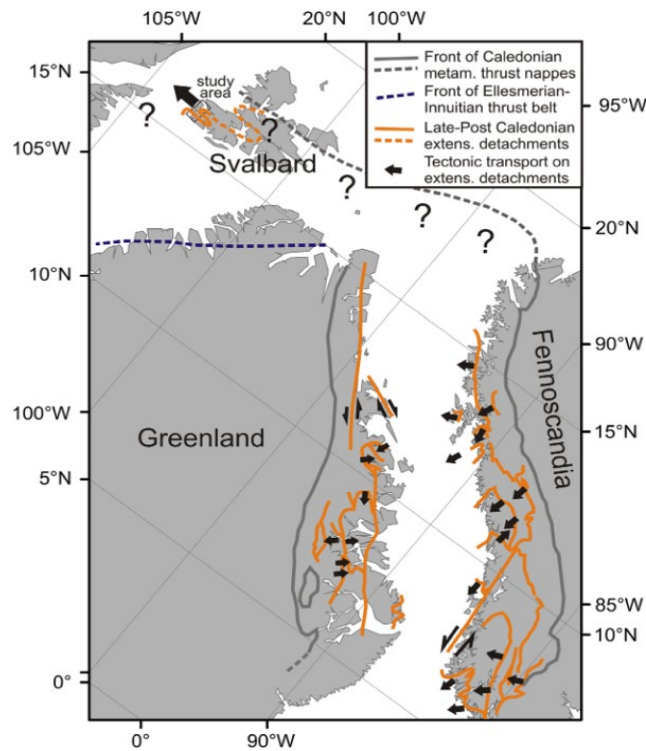 105°W
20°N
100°W
15°N
study
area
?
?
Svalbard
105°W
Front of Caledonian
metam. thrust nappes
Front of Ellesmerian-
Innuitian thrust belt
Late-Post Caledonian
extens. detachments
Tectonic transport on
extens. detachments
95°W
?
?
?
20°N
10°N
90°W
Fennoscandia
100°W
15°N
Greenland
5°N
85°W
10°N
0°
0°
90°W